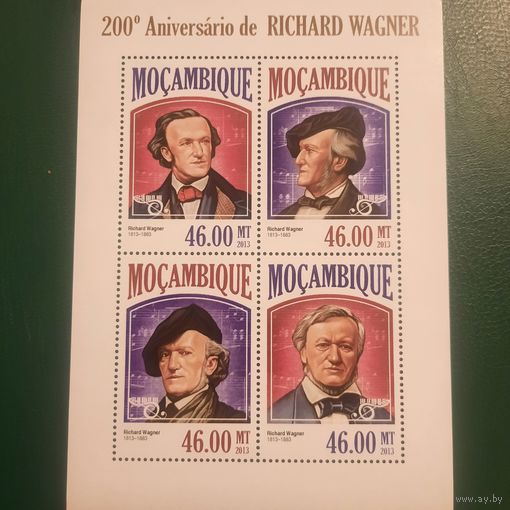 200º Aniversário de RICHARD WAGNER
MOÇAMBIQUE
Richard Wagner
1813-1883
46.00 MT
2013
MOÇAMBIQUE
Richard Wagner
1813-1883
46.00 MT
2013
MOÇAMBIQUE
Richard Wagner
1813-1883
46.00 MT
2013
MOÇAMBIQUE
Richard Wagner
1813-1883
46.00 MT
2013
www.ay.by